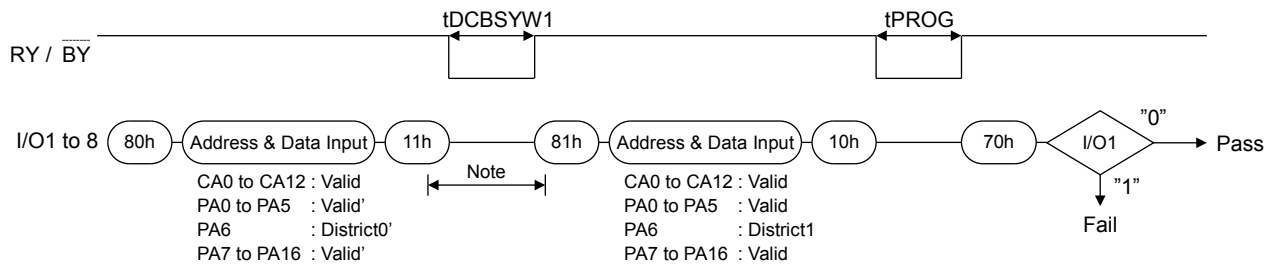 tDCBSYW1
tPROG
RY / BY
I/O1 to 8
80h
Address & Data Input
11h
81h
Address & Data Input
10h
70h
I/O1
"0"
Pass
"1"
Fail
Note
CA0 to CA12 : Valid
PA0 to PA5 : Valid'
PA6 : District0'
PA7 to PA16 : Valid'
CA0 to CA12 : Valid
PA0 to PA5 : Valid
PA6 : District1
PA7 to PA16 : Valid